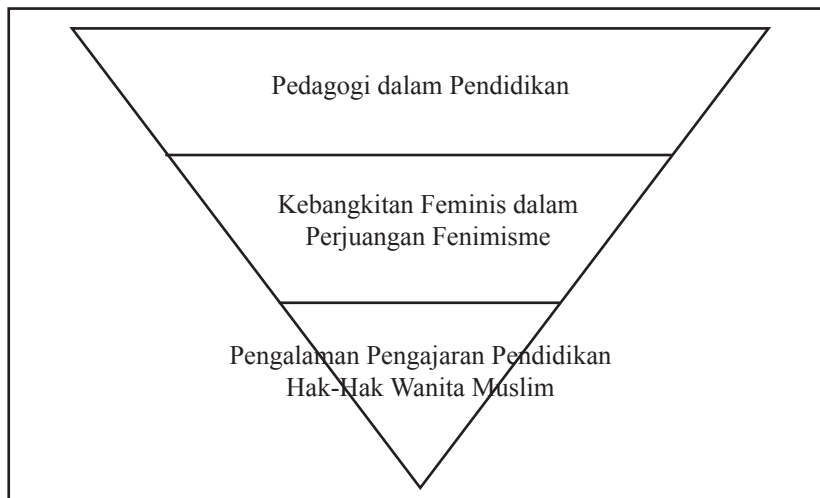 Pedagogi dalam Pendidikan
Kebangkitan Feminis dalam
Perjuangan Fenimisme
Pengalaman Pengajaran Pendidikan
Hak-Hak Wanita Muslim